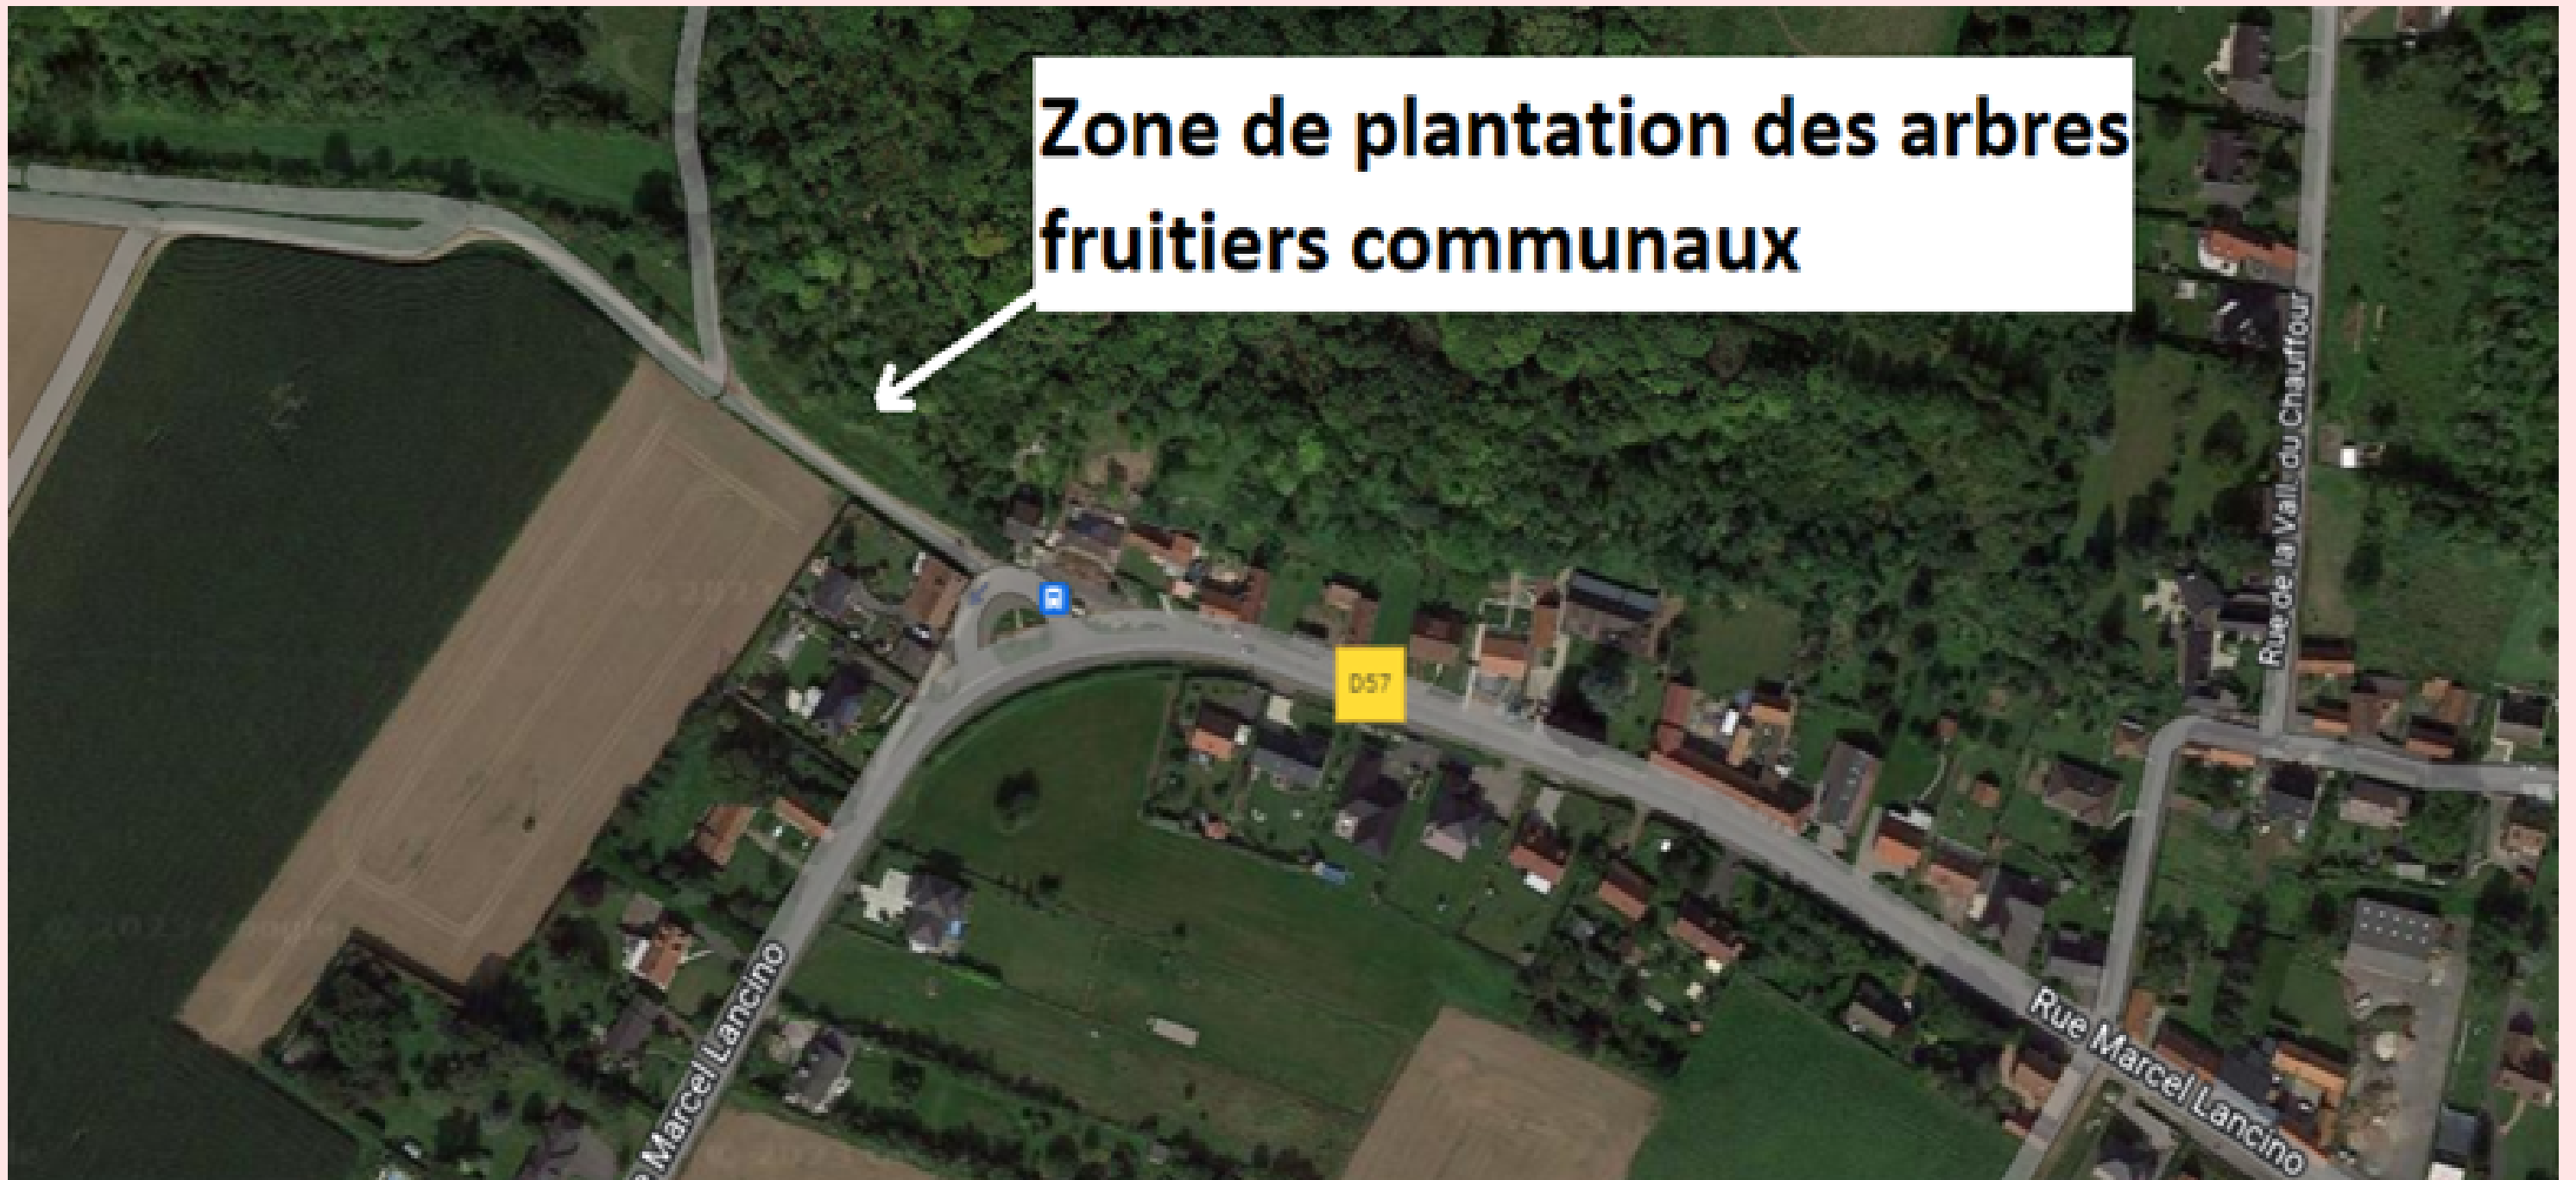 Zone de plantation des arbres
fruitiers communaux
Rue de la Vall. du Chauffour
D57
Marcel Lancino
Rue Marcel Lancino